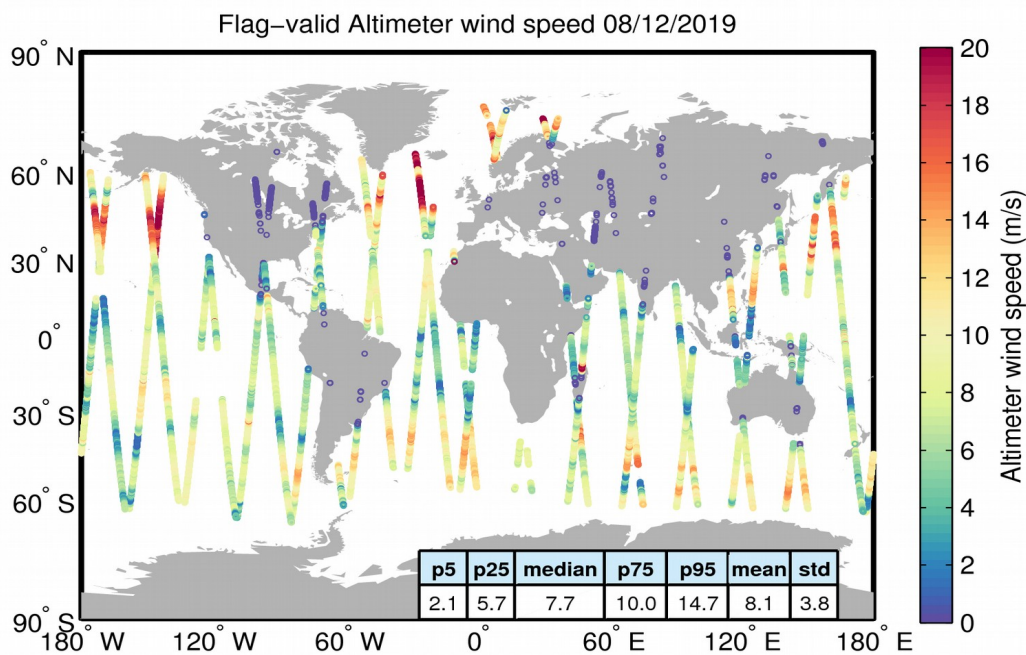 Flag-valid Altimeter wind speed 08/12/2019
90° N
60° N
30° N
0°
30° S
60° S
90° S
180° W
120° W
60° W
0°
60° E
120° E
180° E
p5 p25 median p75 p95 mean std
2.1 5.7 7.7 10.0 14.7 8.1 3.8
20
18
16
14
12
10
8
6
4
2
0
Altimeter wind speed (m/s)